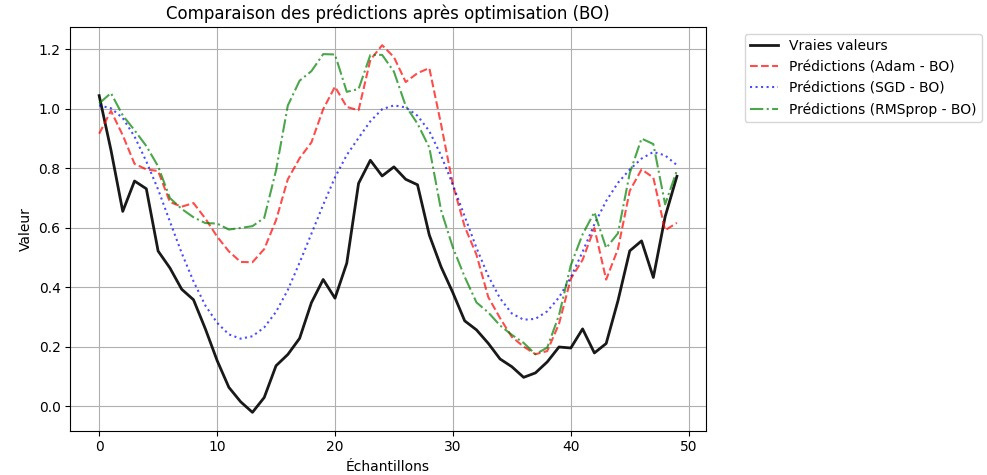 Comparaison des prédictions après optimisation (BO)
1.2
1.0
0.8
0.6
0.4
0.2
0.0
Valeur
0 10 20 30 40 50
Échantillons
Vraies valeurs
Prédictions (Adam - BO)
Prédictions (SGD - BO)
Prédictions (RMSprop - BO)